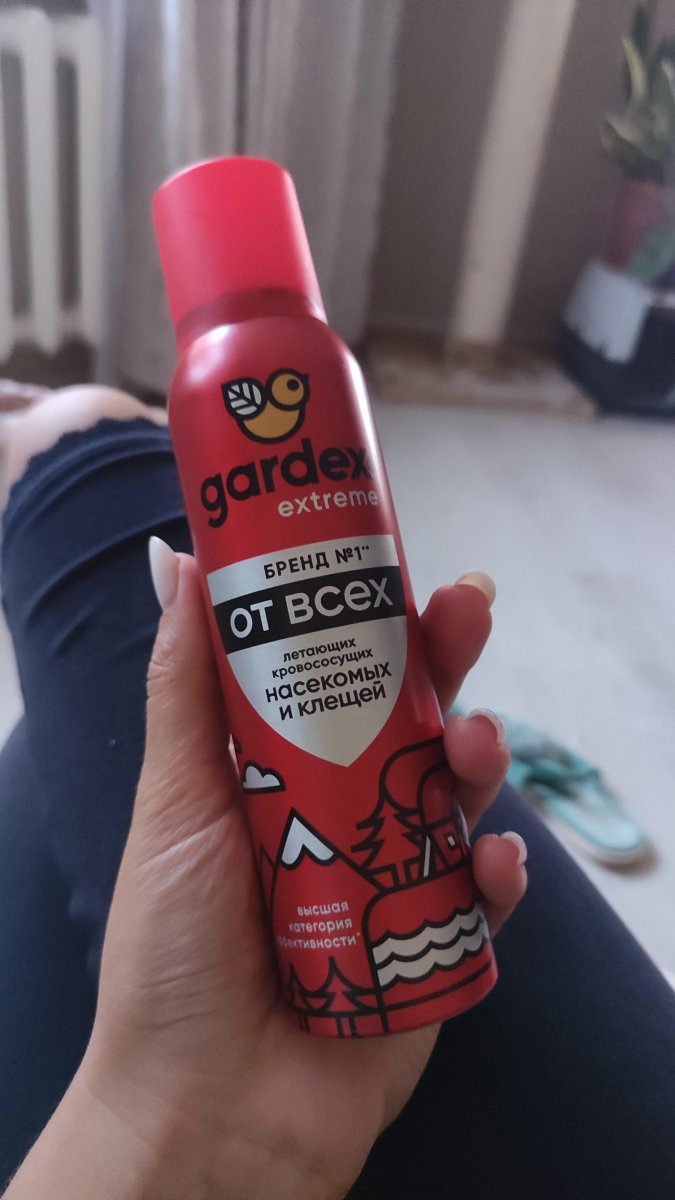 gardex
extreme
БРЕНД №1**
от всех
летающих
кровососущих
насекомых
и клещей
высшая
категория